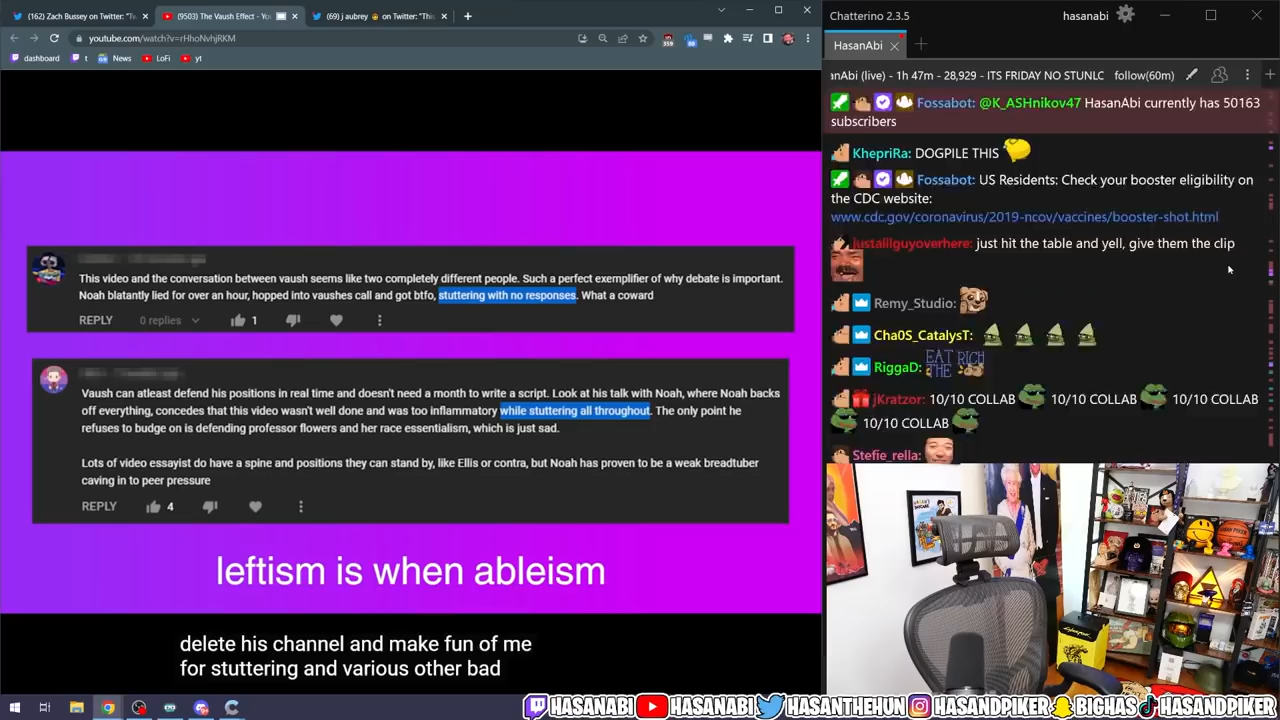 (162) Zach Bussey on Twitter: "Tw
(9503) The Vaush Effect - Yo
(69) j aubrey on Twitter: "This
youtube.com/watch?v=rHhoNvhjRKM
dashboard
t
News
LoFi
yt
This video and the conversation between vaush seems like two completely different people. Such a perfect exemplifier of why debate is important.
Noah blatantly lied for over an hour, hopped into vaushes call and got btfo, stuttering with no responses. What a coward
REPLY 0 replies 1
Vaush can atleast defend his positions in real time and doesn't need a month to write a script. Look at his talk with Noah, where Noah backs
off everything, concedes that this video wasn't well done and was too inflammatory while stuttering all throughout. The only point he
refuses to budge on is defending professor flowers and her race essentialism, which is just sad.
Lots of video essayist do have a spine and positions they can stand by, like Ellis or contra, but Noah has proven to be a weak breadtuber
caving in to peer pressure
REPLY 4
leftism is when ableism
delete his channel and make fun of me
for stuttering and various other bad
Chatterino 2.3.5
hasanabi
HasanAbi
anAbi (live) - 1h 47m - 28,929 - ITS FRIDAY NO STUNLC
follow(60m)
Fossabot: @K_ASHnikov47 HasanAbi currently has 50163
subscribers
KhepriRa: DOGPILE THIS
Fossabot: US Residents: Check your booster eligibility on
the CDC website:
www.cdc.gov/coronavirus/2019-ncov/vaccines/booster-shot.html
justalilguyoverhere: just hit the table and yell, give them the clip
Remy_Studio:
Cha0S_CatalysT:
RiggaD: EAT THE RICH
jKratzor: 10/10 COLLAB 10/10 COLLAB 10/10 COLLAB
10/10 COLLAB
Stefie_rella:
HASANABI HASANABI HASANTHEHUN HASANDPIKER BIGHAS HASANDPIKER